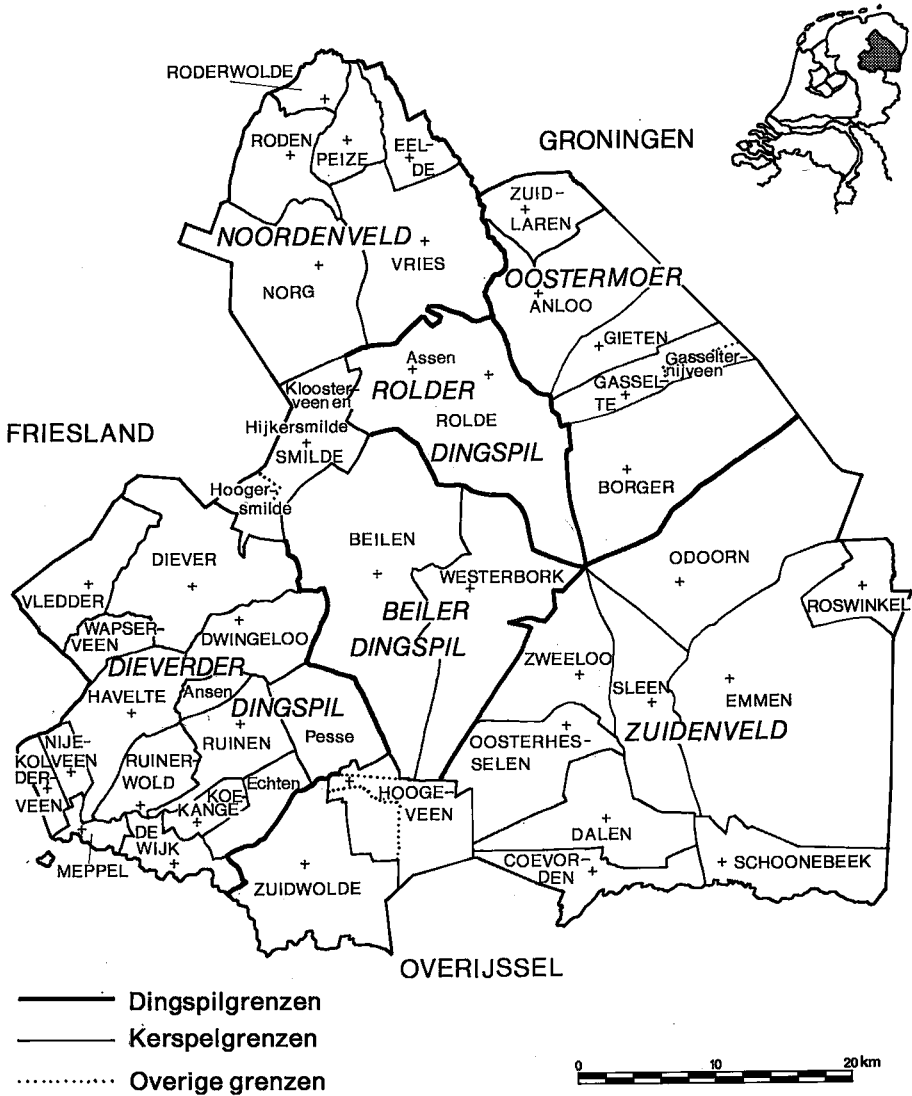 RODERWOLDE
RODEN
PEIZE
EEL-
DE
GRONINGEN
ZUID-
LAREN
NOORDENVELD
VRIES
NORG
OOSTERMOER
ANLOO
GIETEN
Gasselter-
nijveen
GASSEL-
TE
Assen
ROLDER
ROLDE
DINGSPIL
Klooster-
veen en
Hijkersmilde
SMILDE
Hooger-
smilde
FRIESLAND
BORGER
BEILEN
WESTERBORK
BEILER
DINGSPIL
ODOORN
ROSWINKEL
DIEVER
VLEDDER
WAPSER-
VEEN
DWINGELOO
DIEVERDER
HAVELTE
Ansen
DINGSPIL
RUINEN
Pesse
ZWEELOO
SLEEN
EMMEN
ZUIDENVELD
OOSTERHES-
SELEN
NIJE-
VEEN
KOL
DER-
VEEN
RUINER-
WOLD
KOE-
KANGE
Echten
HOOGE-
VEEN
DE
WIJK
MEPPEL
ZUIDWOLDE
DALEN
COEVOR-
DEN
SCHOONEBEEK
OVERIJSSEL
Dingspilgrenzen
Kerspelgrenzen
Overige grenzen
0 10 20 km